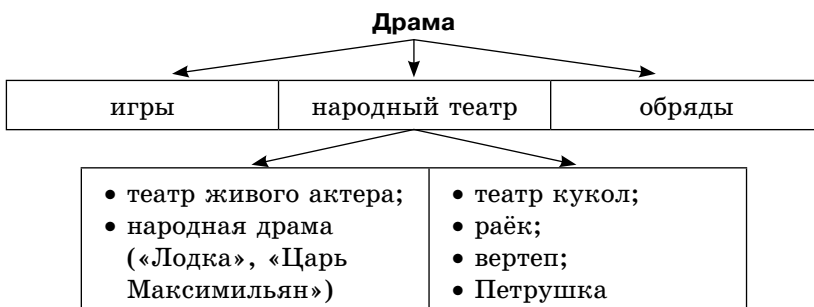 Драма
игры
народный театр
обряды
• театр живого актера;
• народная драма
(«Лодка», «Царь
Максимильян»)
• театр кукол;
• раёк;
• вертеп;
• Петрушка